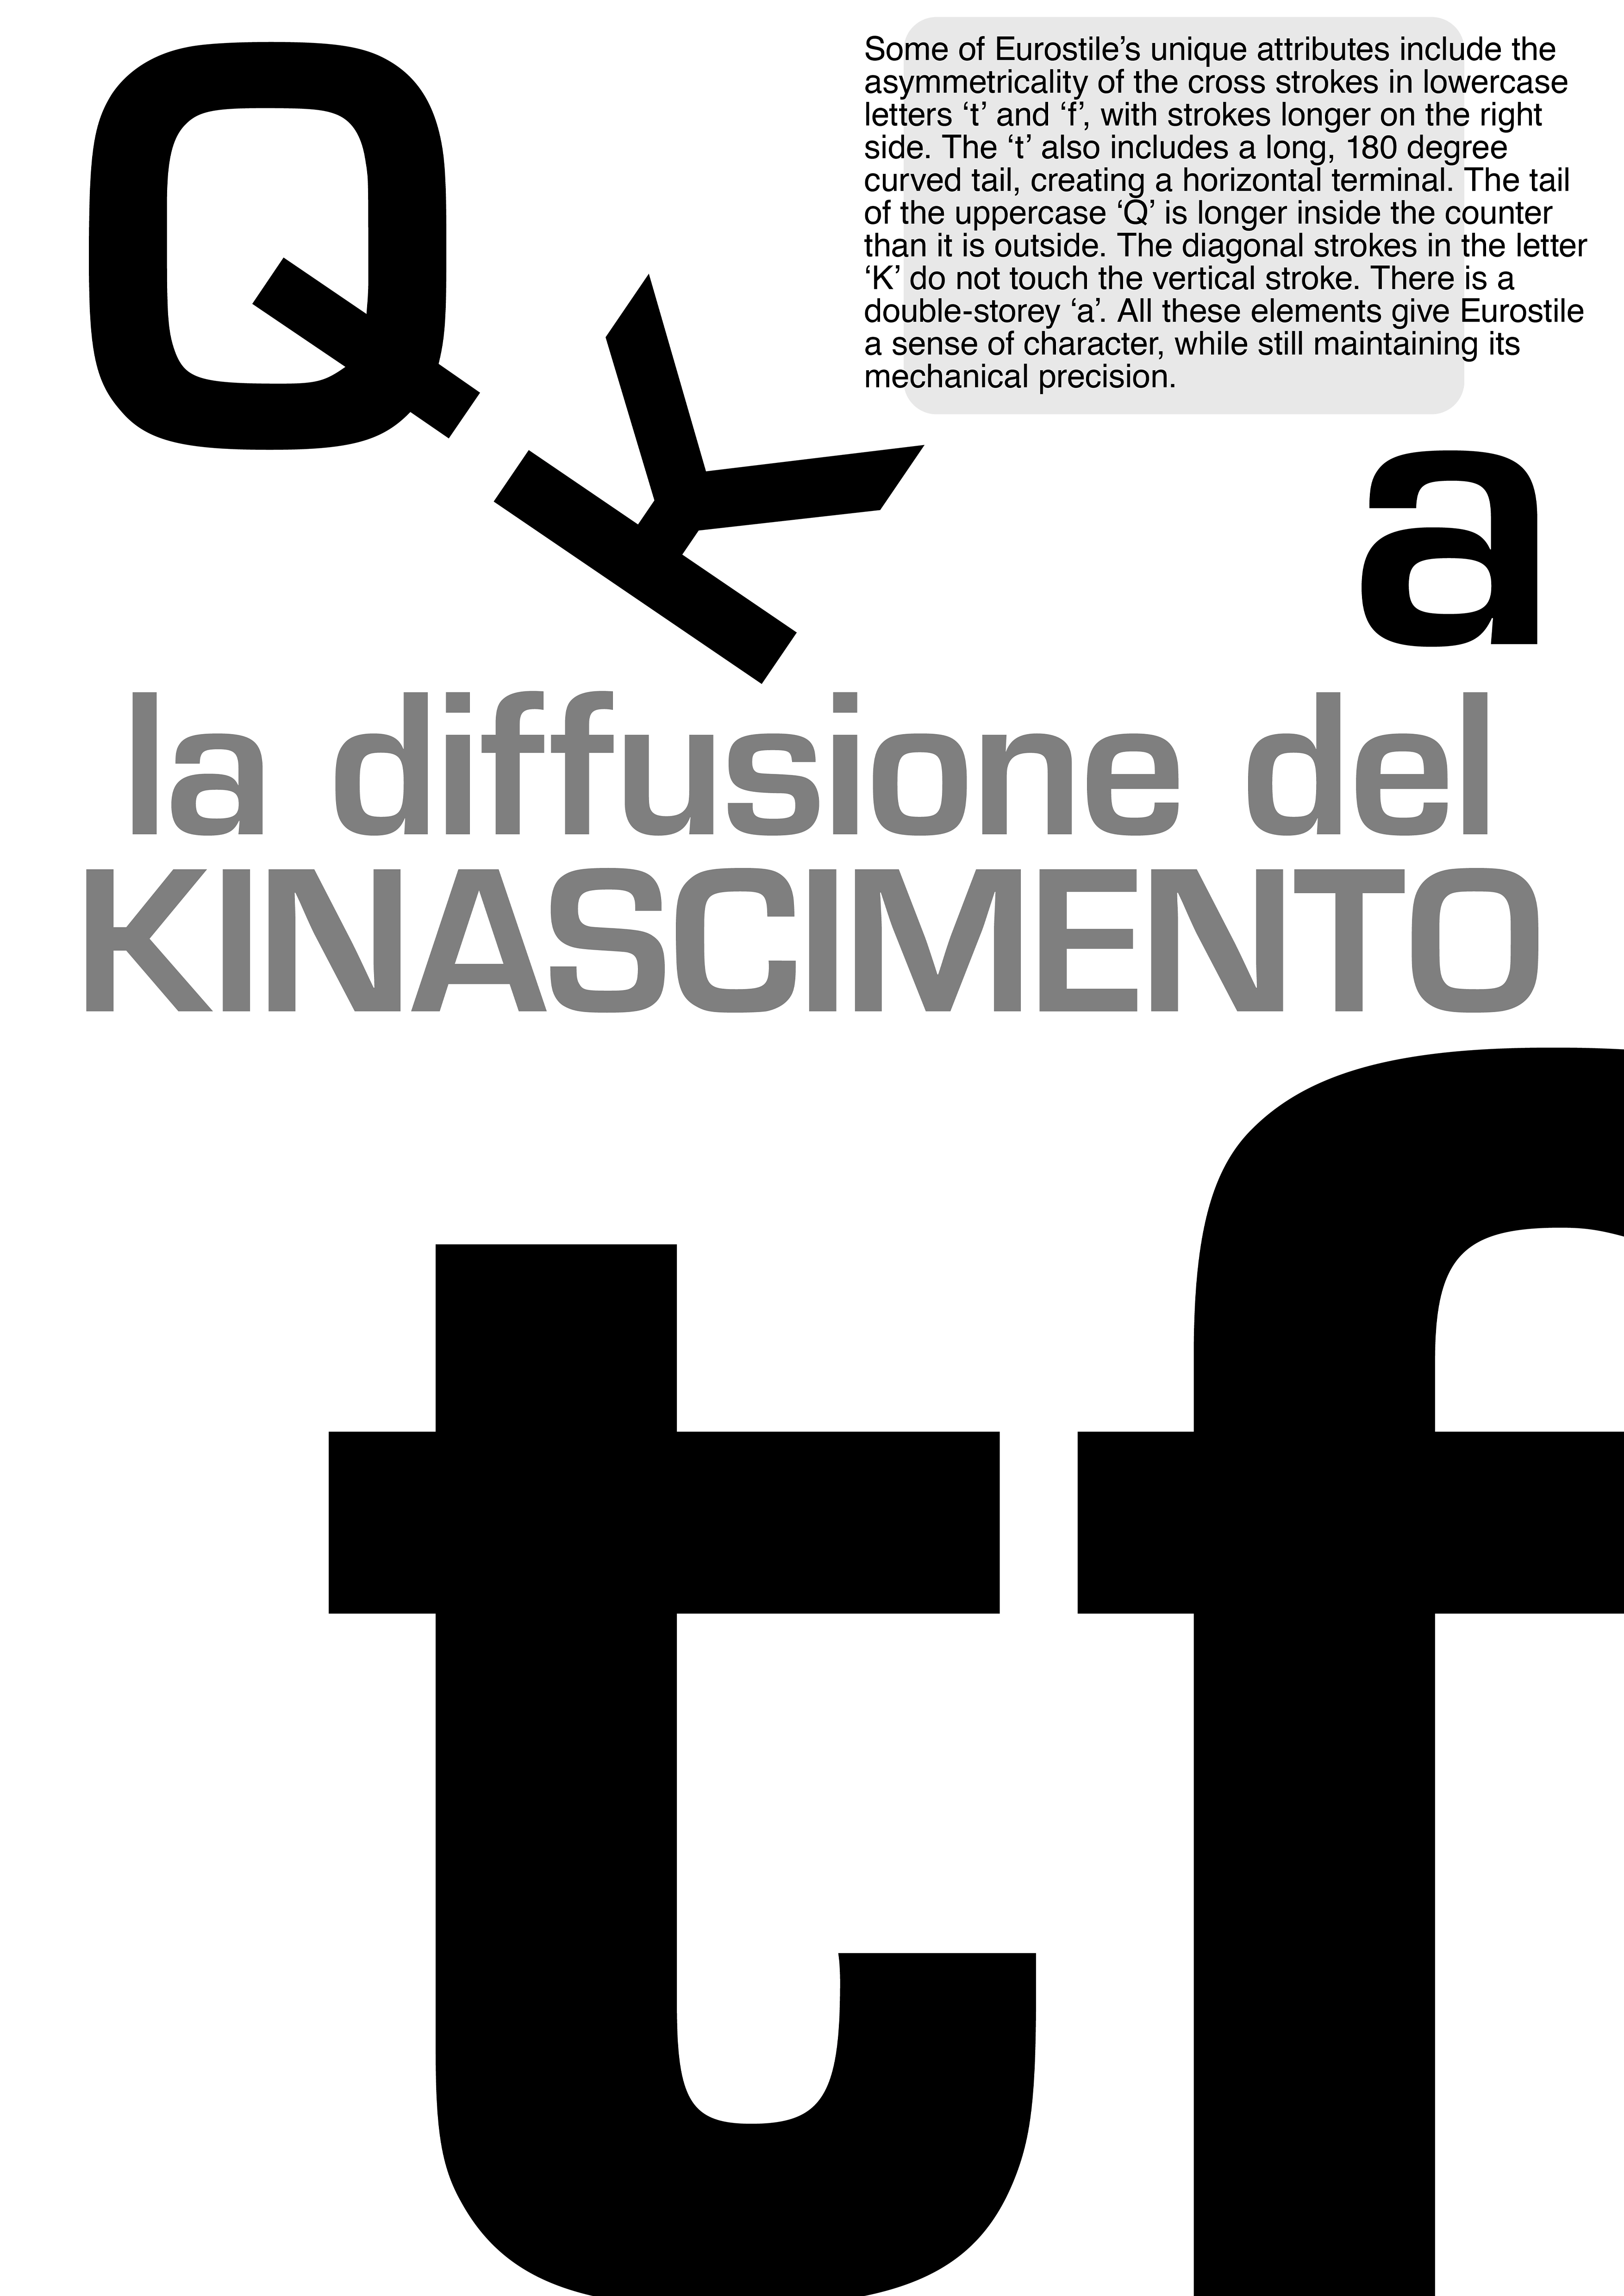 Q
Some of Eurostile’s unique attributes include the
asymmetricality of the cross strokes in lowercase
letters ‘t’ and ‘f’, with strokes longer on the right
side. The ‘t’ also includes a long, 180 degree
curved tail, creating a horizontal terminal. The tail
of the uppercase ‘Q’ is longer inside the counter
than it is outside. The diagonal strokes in the letter
‘K’ do not touch the vertical stroke. There is a
double-storey ‘a’. All these elements give Eurostile
a sense of character, while still maintaining its
mechanical precision.
K
a
la diffusione del
KINASCIMENTO
tf